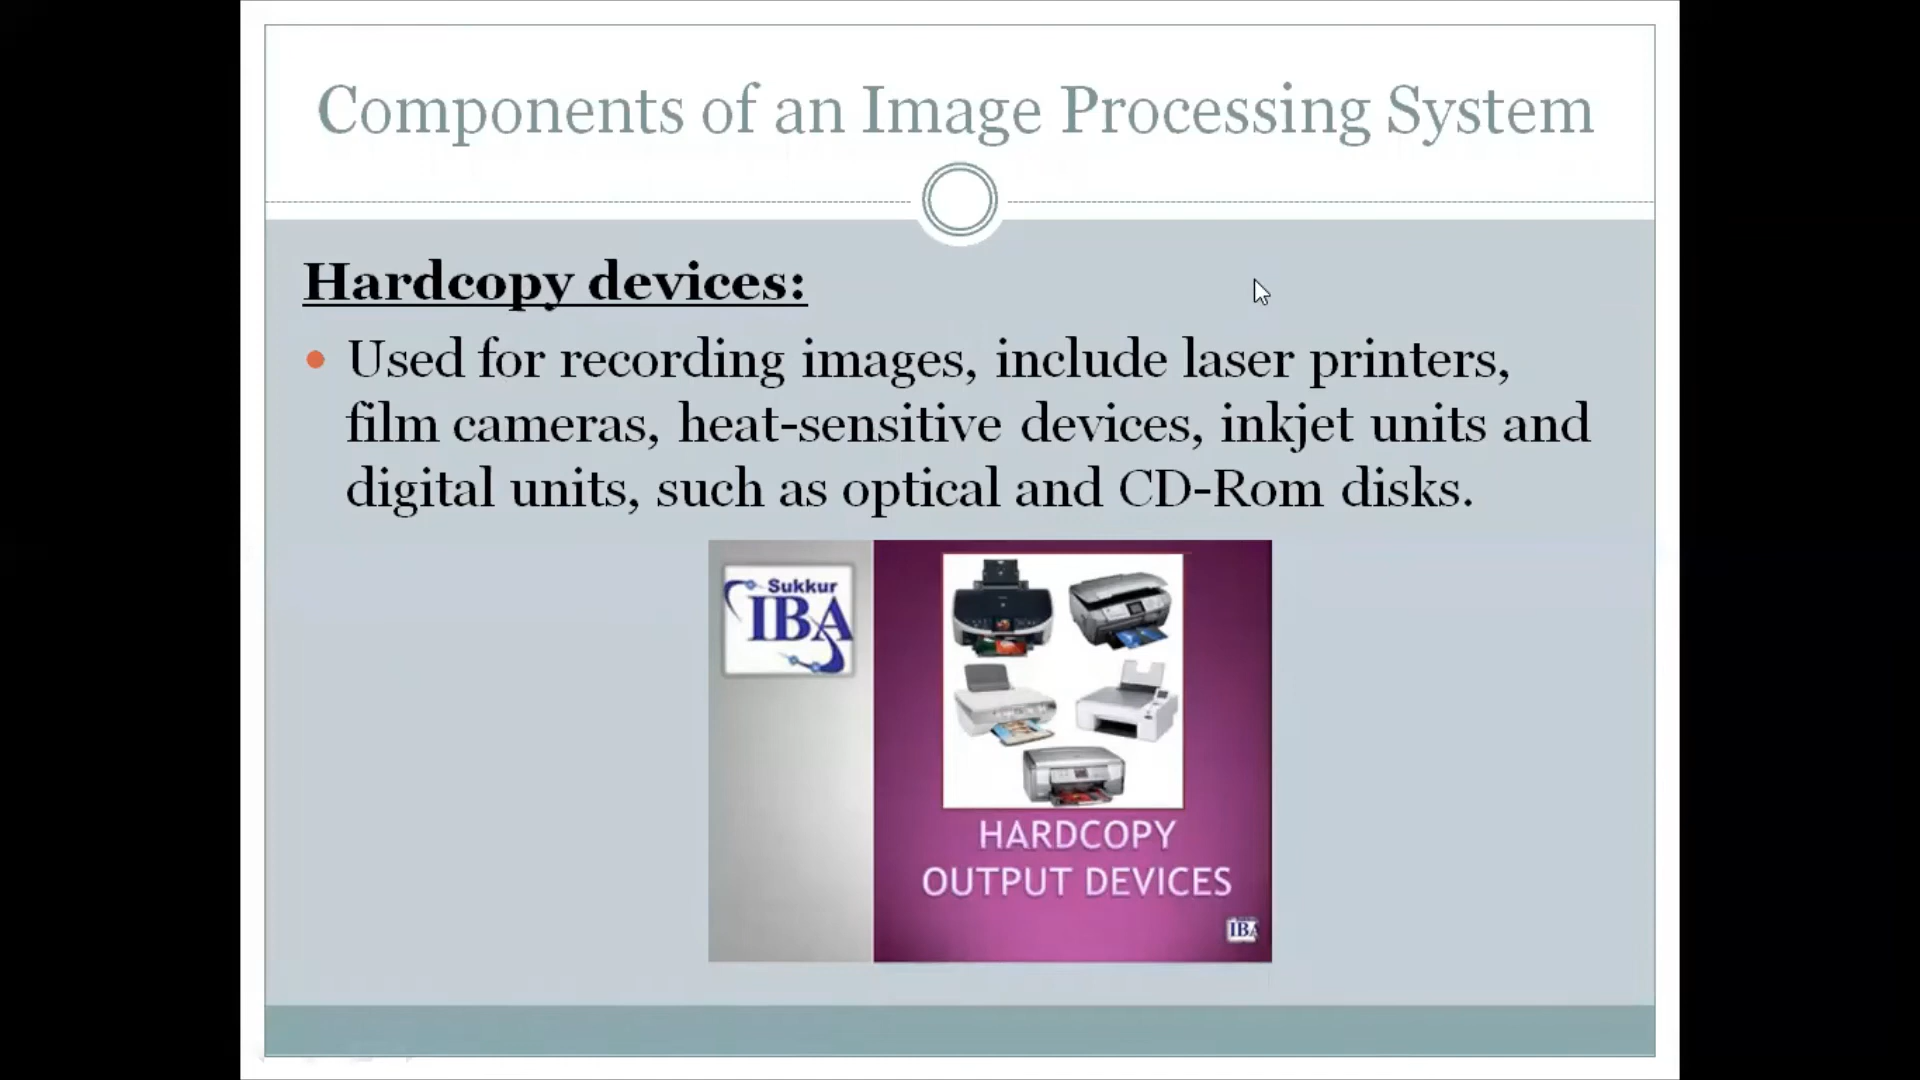 Components of an Image Processing System
Hardcopy devices:
Used for recording images, include laser printers,
film cameras, heat-sensitive devices, inkjet units and
digital units, such as optical and CD-Rom disks.
Sukkur
IBA
HARDCOPY
OUTPUT DEVICES
IBA